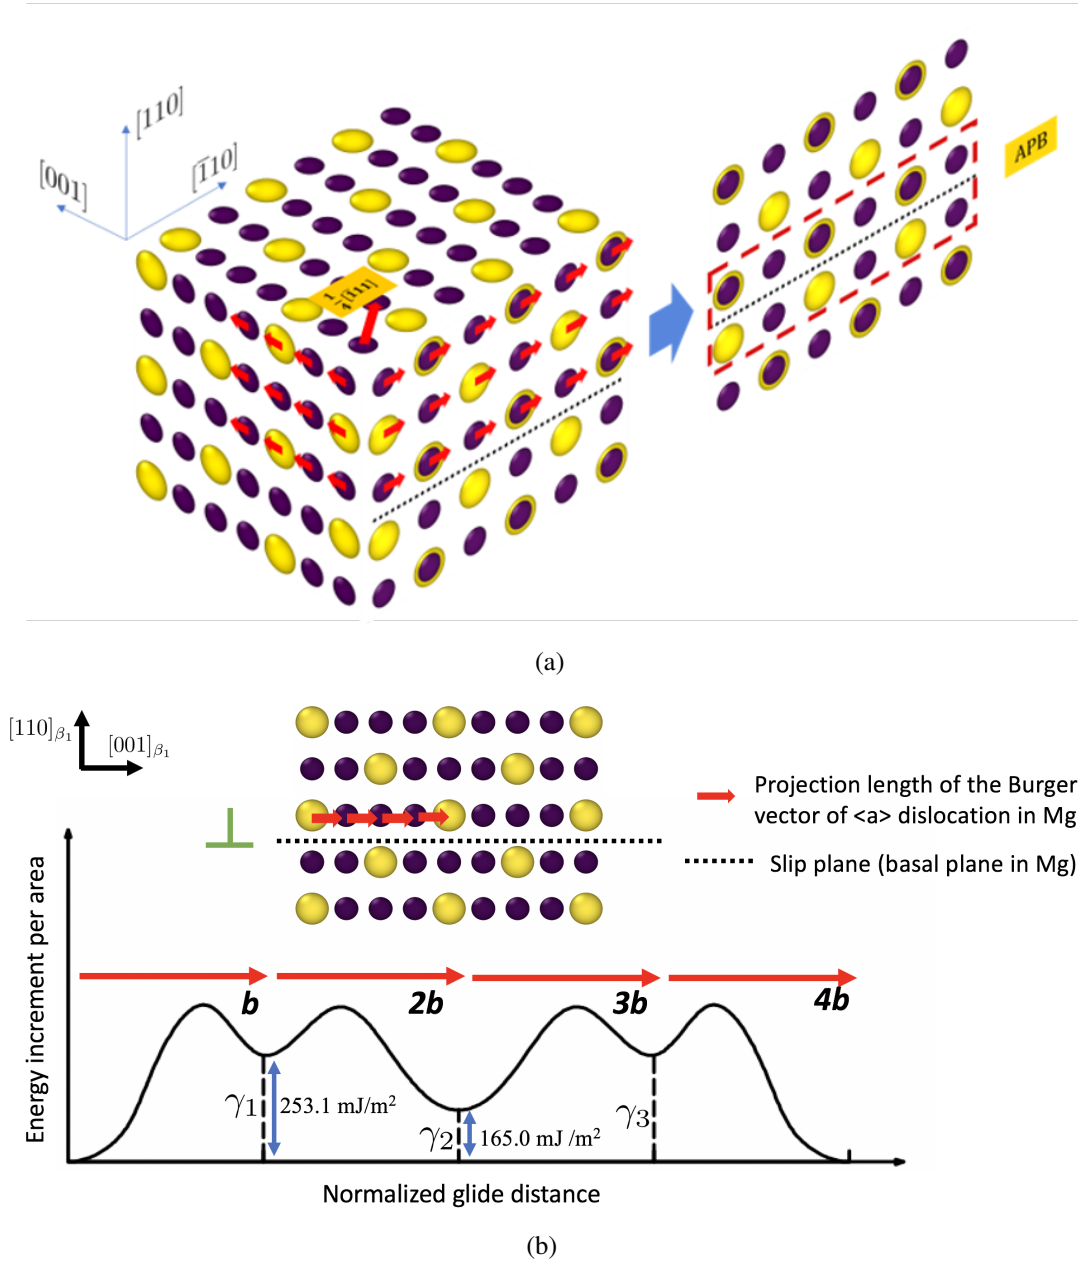 [110]
[001]
[1̄10]
1/4[1̄11]
APB
(a)
[110]β₁
[001]β₁
Projection length of the Burger
vector of <a> dislocation in Mg
Slip plane (basal plane in Mg)
Energy increment per area
b
2b
3b
4b
γ₁
253.1 mJ/m²
γ₂
165.0 mJ /m²
γ₃
Normalized glide distance
(b)